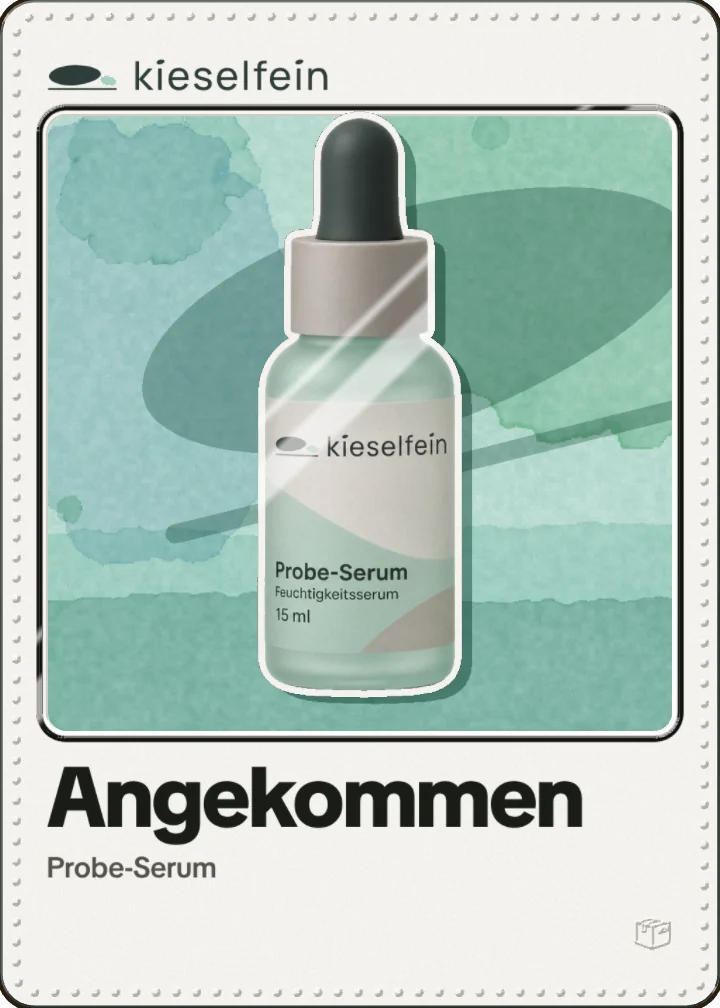 kieselfein
kieselfein
Probe-Serum
Feuchtigkeitsserum
15 ml
Angekommen
Probe-Serum